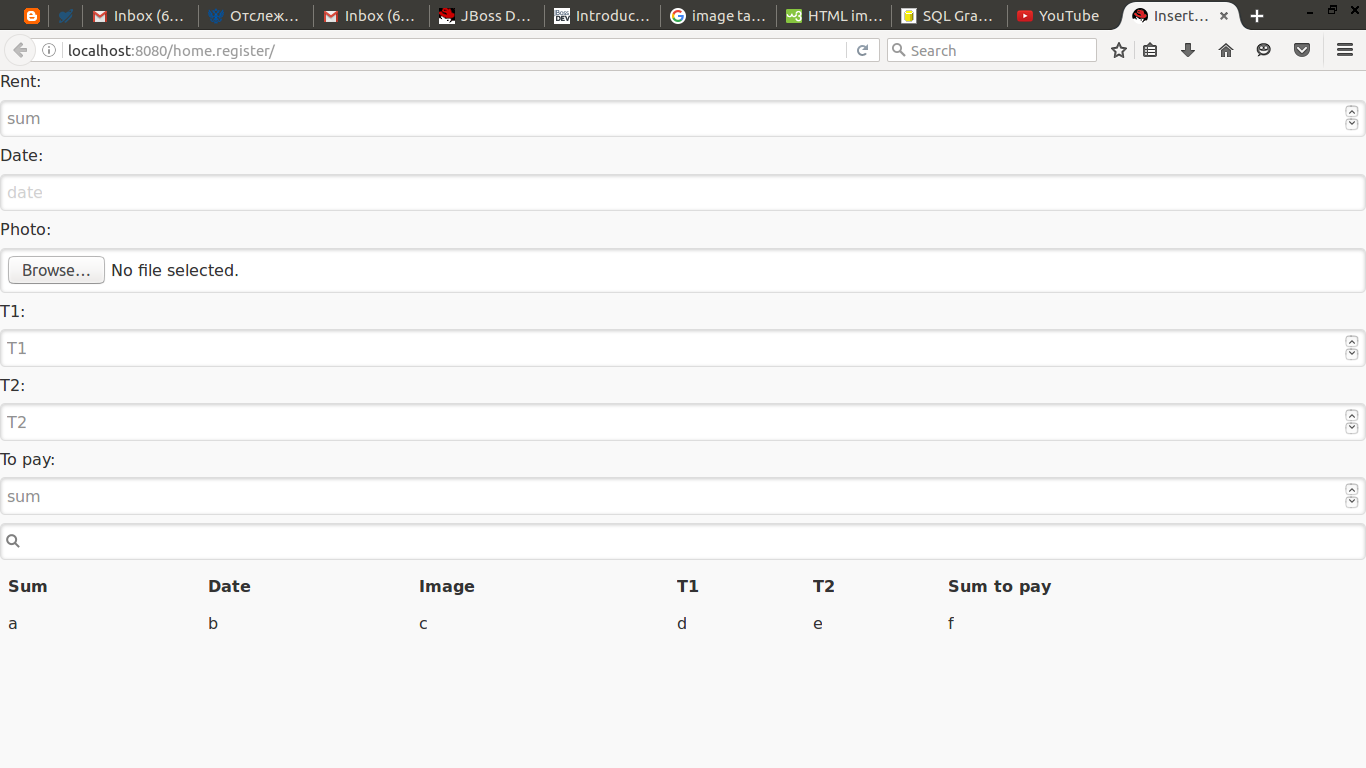 Inbox (6... Отслеж... Inbox (6... JBoss D... Introduc... image ta... HTML im... SQL Gra... YouTube Insert...
localhost:8080/home.register/ Search
Rent:
sum
Date:
date
Photo:
Browse... No file selected.
T1:
T1
T2:
T2
To pay:
sum
Sum Date Image T1 T2 Sum to pay
a b c d e f